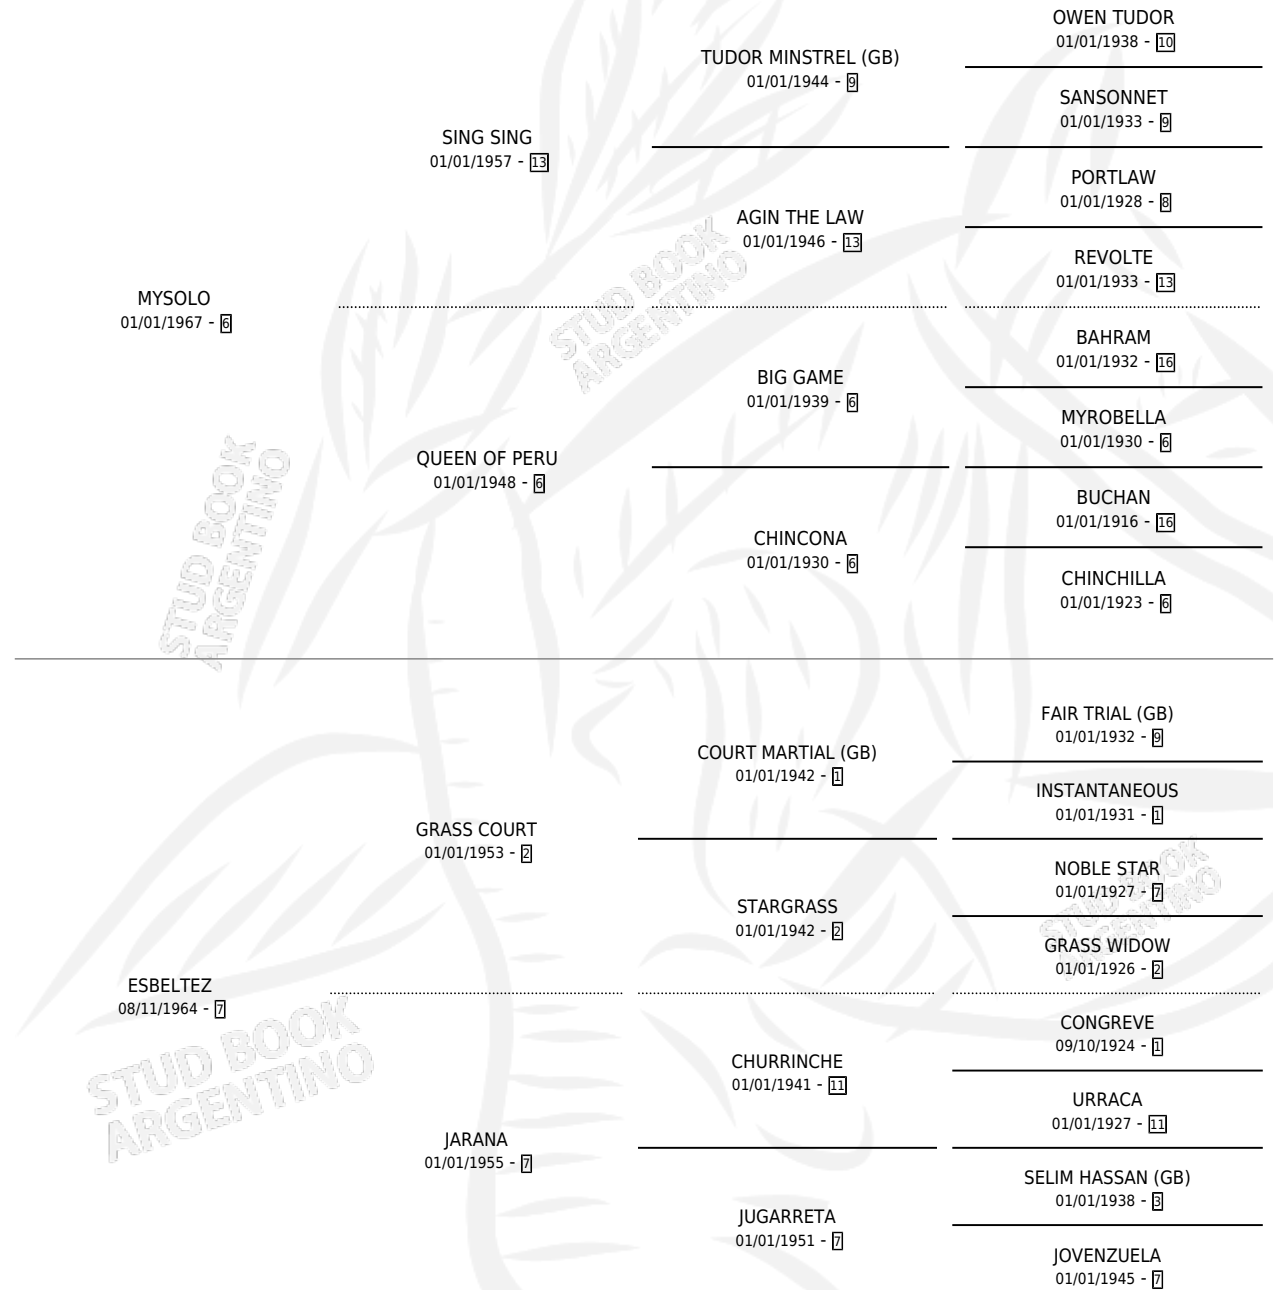 OWEN TUDOR
01/01/1938 - 10
TUDOR MINSTREL (GB)
01/01/1944 - 9
SANSONNET
01/01/1933 - 9
SING SING
01/01/1957 - 13
PORTLAW
01/01/1928 - 8
AGIN THE LAW
01/01/1946 - 13
REVOLTE
01/01/1933 - 13
MYSOLO
01/01/1967 - 6
BAHRAM
01/01/1932 - 16
BIG GAME
01/01/1939 - 6
MYROBELLA
01/01/1930 - 6
QUEEN OF PERU
01/01/1948 - 6
BUCHAN
01/01/1916 - 16
CHINCONA
01/01/1930 - 6
CHINCHILLA
01/01/1923 - 6
FAIR TRIAL (GB)
01/01/1932 - 9
COURT MARTIAL (GB)
01/01/1942 - 1
INSTANTANEOUS
01/01/1931 - 1
GRASS COURT
01/01/1953 - 2
NOBLE STAR
01/01/1927 - 7
STARGRASS
01/01/1942 - 2
GRASS WIDOW
01/01/1926 - 2
ESBELTEZ
08/11/1964 - 7
CONGREVE
09/10/1924 - 1
CHURRINCHE
01/01/1941 - 11
URRACA
01/01/1927 - 11
JARANA
01/01/1955 - 7
SELIM HASSAN (GB)
01/01/1938 - 3
JUGARRETA
01/01/1951 - 7
JOVENZUELA
01/01/1945 - 7
STUD BOOK
ARGENTINO
STUD BOOK
ARGENTINO
STUD BOOK
ARGENTINO
STUD BOOK
ARGENTINO